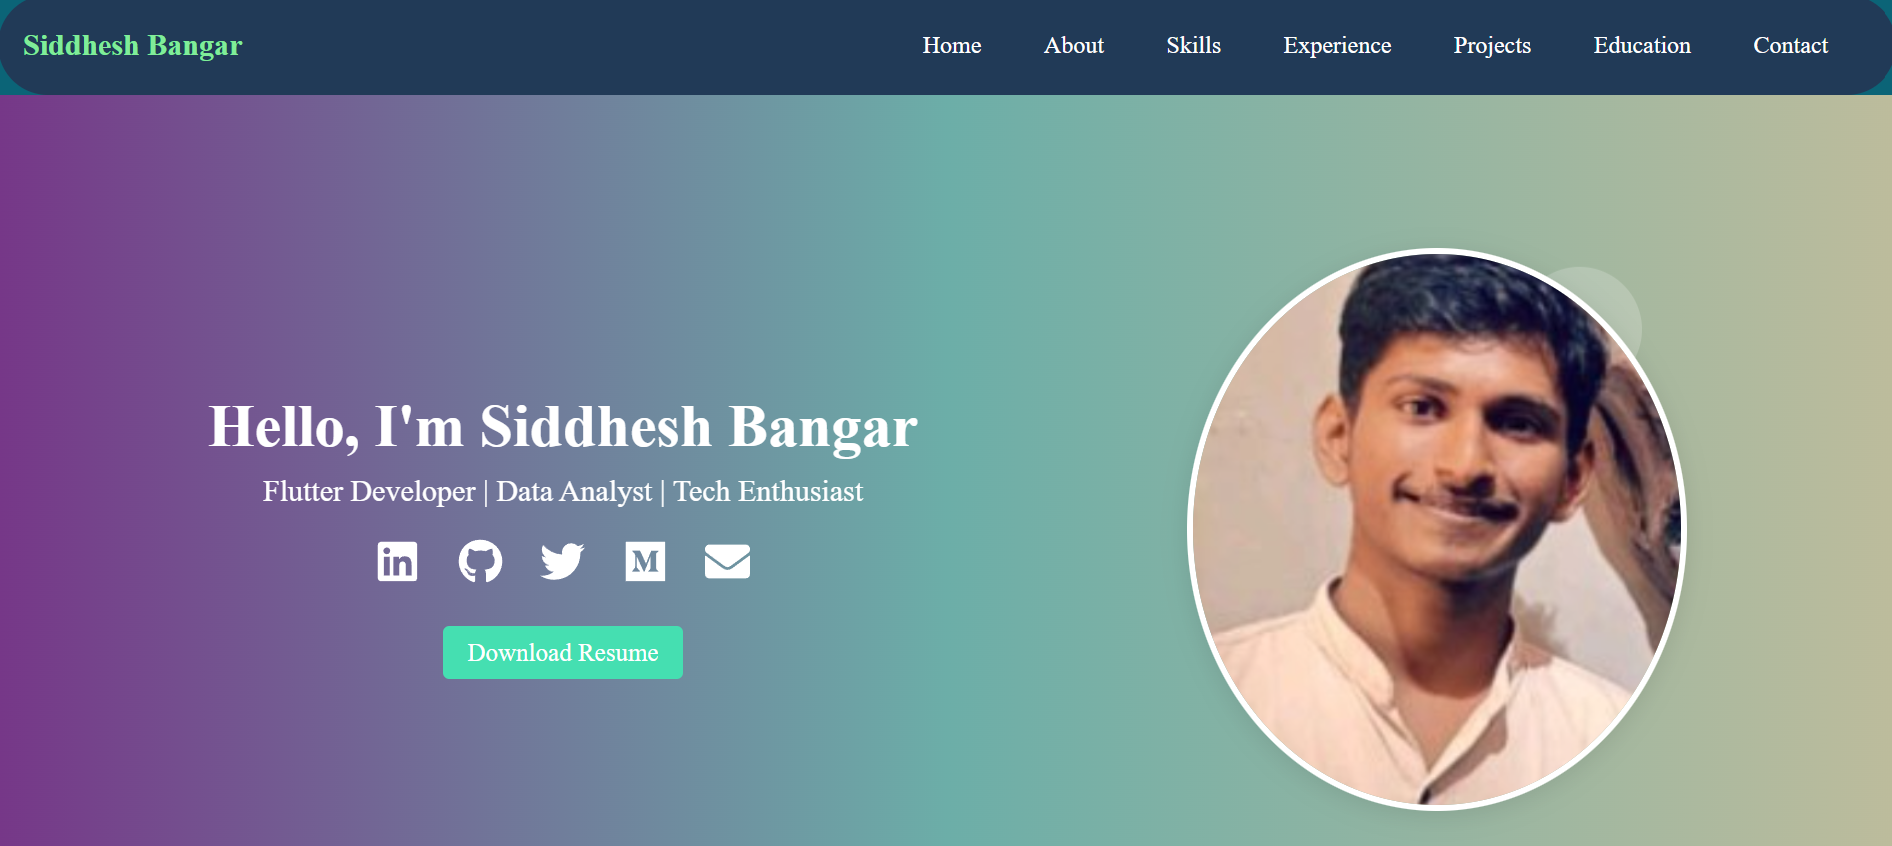 Siddhesh Bangar
Home About Skills Experience Projects Education Contact
Hello, I'm Siddhesh Bangar
Flutter Developer | Data Analyst | Tech Enthusiast
Download Resume